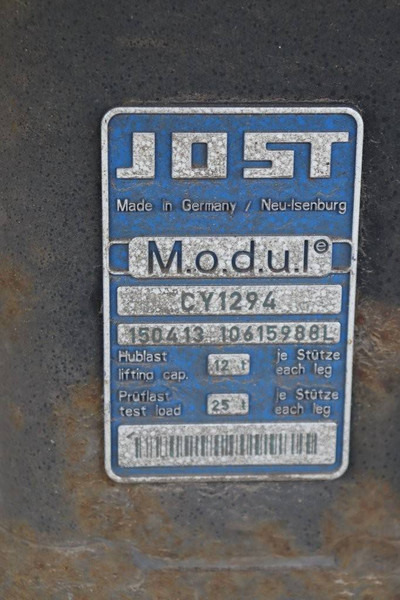 JOST
Made in Germany / Neu-Isenburg
M.o.d.u.l e
CY1294
150413 10615988L
Hublast 12 t je Stütze
lifting cap. each leg
Prüflast 25 t je Stütze
test load each leg